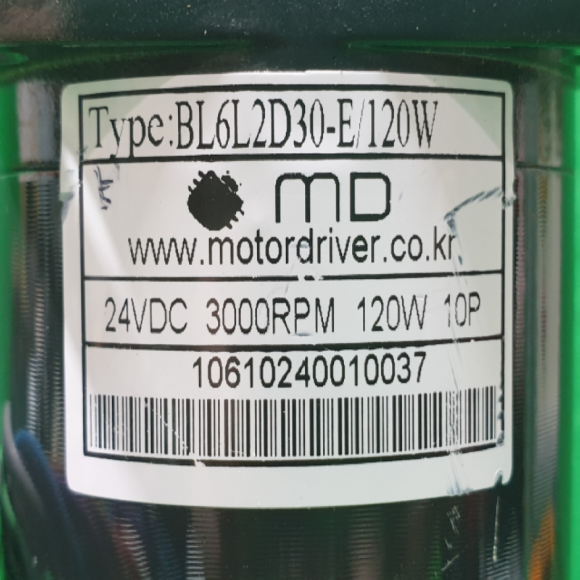 Type:BL6L2D30-E/120W
MD
www.motordriver.co.kr
24VDC 3000RPM 120W 10P
10610240010037